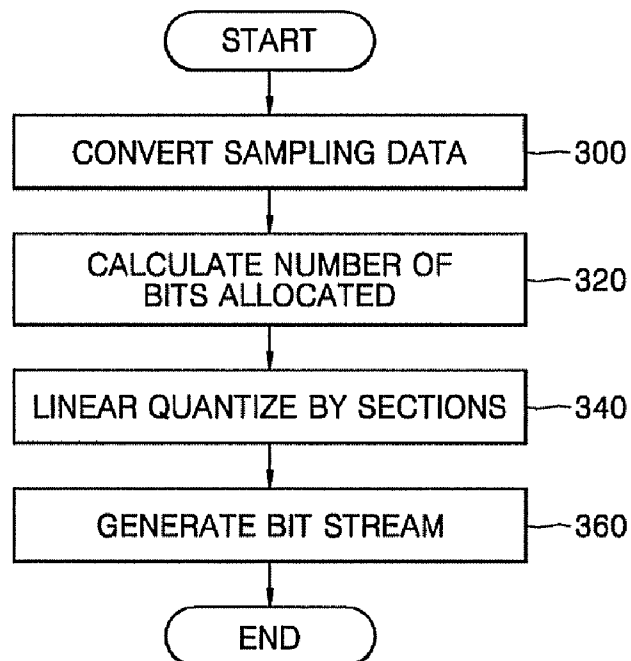 START
CONVERT SAMPLING DATA
300
CALCULATE NUMBER OF
BITS ALLOCATED
320
LINEAR QUANTIZE BY SECTIONS
340
GENERATE BIT STREAM
360
END